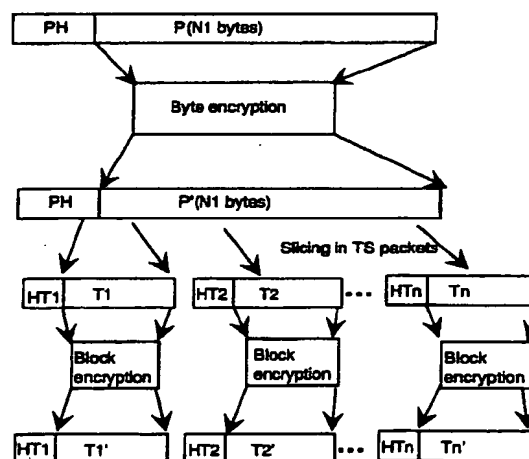 PH P(N1 bytes)
Byte encryption
PH P'(N1 bytes)
Slicing in TS packets
HT1 T1 HT2 T2 ... HTn Tn
Block encryption Block encryption Block encryption
HT1 T1' HT2 T2' ... HTn Tn'